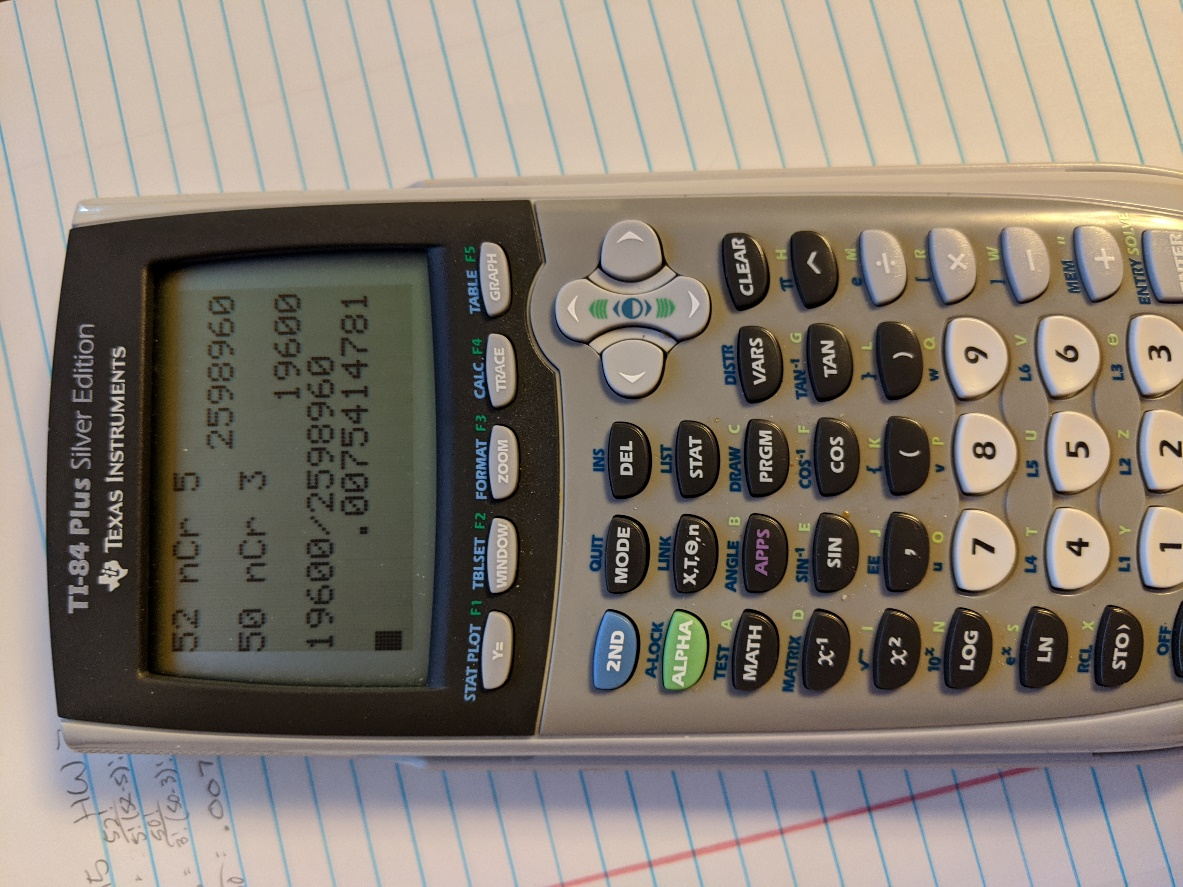 TI-84 Plus Silver Edition
TEXAS INSTRUMENTS
52 nCr 5
2598960
50 nCr 3
19600
19600/2598960
.0075414781
STAT PLOT F1 TBLSET F2 FORMAT F3 CALC F4 TABLE F5
Y= WINDOW ZOOM TRACE GRAPH
QUIT INS
2ND MODE DEL
A-LOCK LINK LIST
ALPHA X,T,θ,n STAT
TEST A ANGLE B DRAW C DISTR
MATH APPS PRGM VARS CLEAR
MATRIX D SIN-1 E COS-1 F TAN-1 G π H
x-1 SIN COS TAN ^
√ I EE J { K } L e M
x2 , ( ) ÷
10x N u O v P w Q [ R
LOG 7 8 9 ×
ex S L4 T L5 U L6 V ] W
LN 4 5 6 −
RCL X L1 Y L2 Z L3 θ MEM "
STO› 1 2 3 +
OFF ENTRY SOLVE
HW
52!
5!(52-5)!
= 50!
3!(50-3)!
: .007